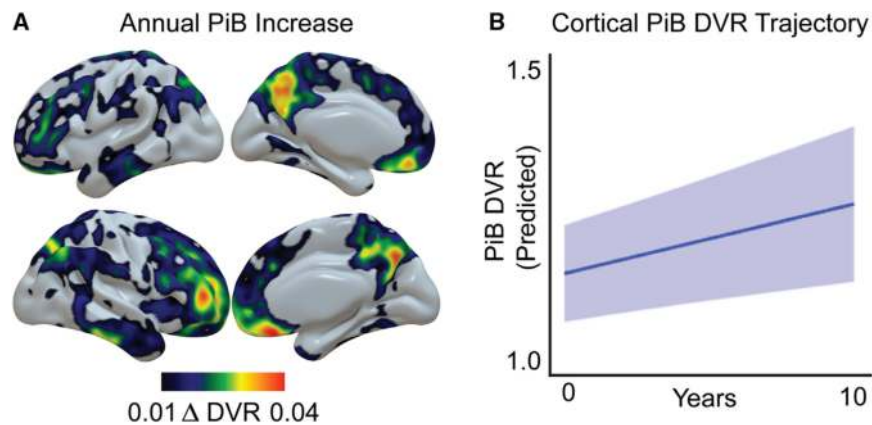 A
Annual PiB Increase
0.01 Δ DVR 0.04
B
Cortical PiB DVR Trajectory
1.5
PiB DVR
(Predicted)
1.0
0
Years
10